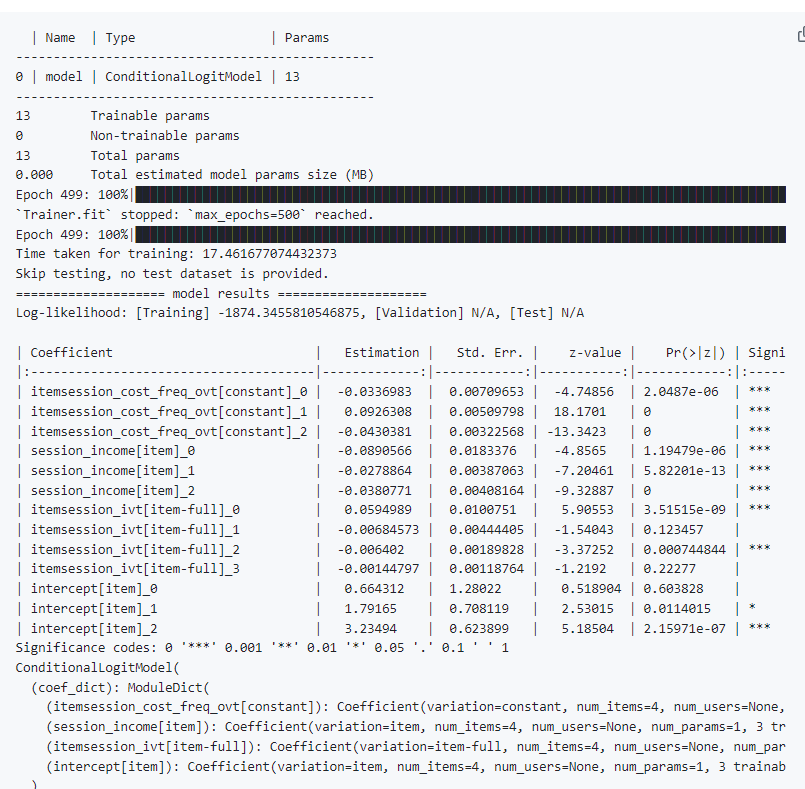 | Name  | Type                  | Params
------------------------------------------------
0 | model | ConditionalLogitModel | 13
------------------------------------------------
13        Trainable params
0         Non-trainable params
13        Total params
0.000     Total estimated model params size (MB)
Epoch 499: 100%|
`Trainer.fit` stopped: `max_epochs=500` reached.
Epoch 499: 100%|
Time taken for training: 17.461677074432373
Skip testing, no test dataset is provided.
==================== model results ====================
Log-likelihood: [Training] -1874.3455810546875, [Validation] N/A, [Test] N/A
| Coefficient                           |   Estimation |   Std. Err. |    z-value |    Pr(>|z|) | Signi
|:--------------------------------------|-------------:|------------:|-----------:|------------:|:-----
| itemsession_cost_freq_ovt[constant]_0 |  -0.0336983  |  0.00709653 |  -4.74856  | 2.0487e-06  | ***
| itemsession_cost_freq_ovt[constant]_1 |   0.0926308  |  0.00509798 |  18.1701   | 0           | ***
| itemsession_cost_freq_ovt[constant]_2 |  -0.0430381  |  0.00322568 | -13.3423   | 0           | ***
| session_income[item]_0                |  -0.0890566  |  0.0183376  |  -4.8565   | 1.19479e-06 | ***
| session_income[item]_1                |  -0.0278864  |  0.00387063 |  -7.20461  | 5.82201e-13 | ***
| session_income[item]_2                |  -0.0380771  |  0.00408164 |  -9.32887  | 0           | ***
| itemsession_ivt[item-full]_0          |   0.0594989  |  0.0100751  |   5.90553  | 3.51515e-09 | ***
| itemsession_ivt[item-full]_1          |  -0.00684573 |  0.00444405 |  -1.54043  | 0.123457    |
| itemsession_ivt[item-full]_2          |  -0.006402   |  0.00189828 |  -3.37252  | 0.000744844 | ***
| itemsession_ivt[item-full]_3          |  -0.00144797 |  0.00118764 |  -1.2192   | 0.22277     |
| intercept[item]_0                     |   0.664312   |  1.28022    |   0.518904 | 0.603828    |
| intercept[item]_1                     |   1.79165    |  0.708119   |   2.53015  | 0.0114015   | *
| intercept[item]_2                     |   3.23494    |  0.623899   |   5.18504  | 2.15971e-07 | ***
Significance codes: 0 '***' 0.001 '**' 0.01 '*' 0.05 '.' 0.1 ' ' 1
ConditionalLogitModel(
  (coef_dict): ModuleDict(
    (itemsession_cost_freq_ovt[constant]): Coefficient(variation=constant, num_items=4, num_users=None,
    (session_income[item]): Coefficient(variation=item, num_items=4, num_users=None, num_params=1, 3 tr
    (itemsession_ivt[item-full]): Coefficient(variation=item-full, num_items=4, num_users=None, num_par
    (intercept[item]): Coefficient(variation=item, num_items=4, num_users=None, num_params=1, 3 trainab
  )